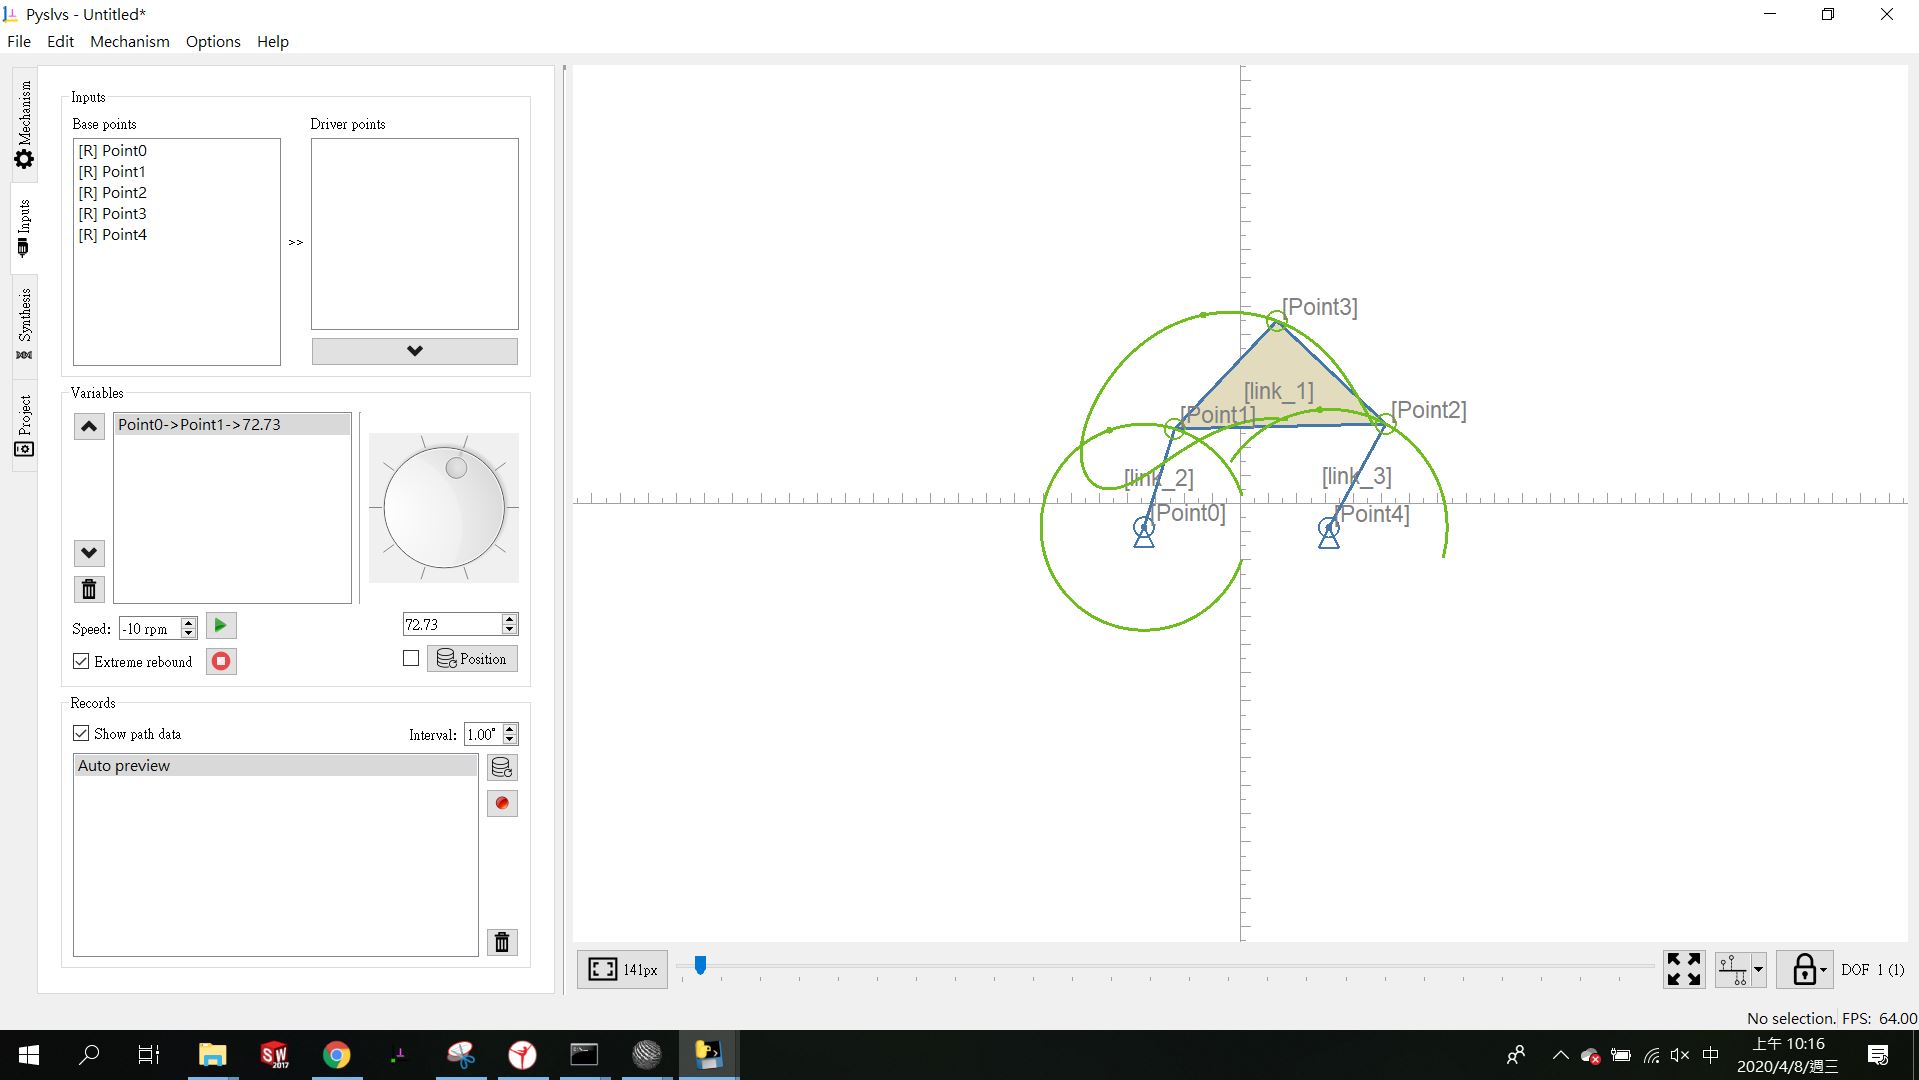 Pyslvs - Untitled*
File Edit Mechanism Options Help
Mechanism
Inputs
Synthesis
Project
Inputs
Base points
Driver points
[R] Point0
[R] Point1
[R] Point2
[R] Point3
[R] Point4
>>
Variables
Point0->Point1->72.73
Speed: -10 rpm
72.73
Extreme rebound
Position
Records
Show path data
Interval: 1.00°
Auto preview
[Point3]
[link_1]
[Point1]
[Point2]
[link_2]
[link_3]
[Point0]
[Point4]
141px
DOF 1 (1)
No selection. FPS: 64.00
SW
2017
中
上午 10:16
2020/4/8/週三